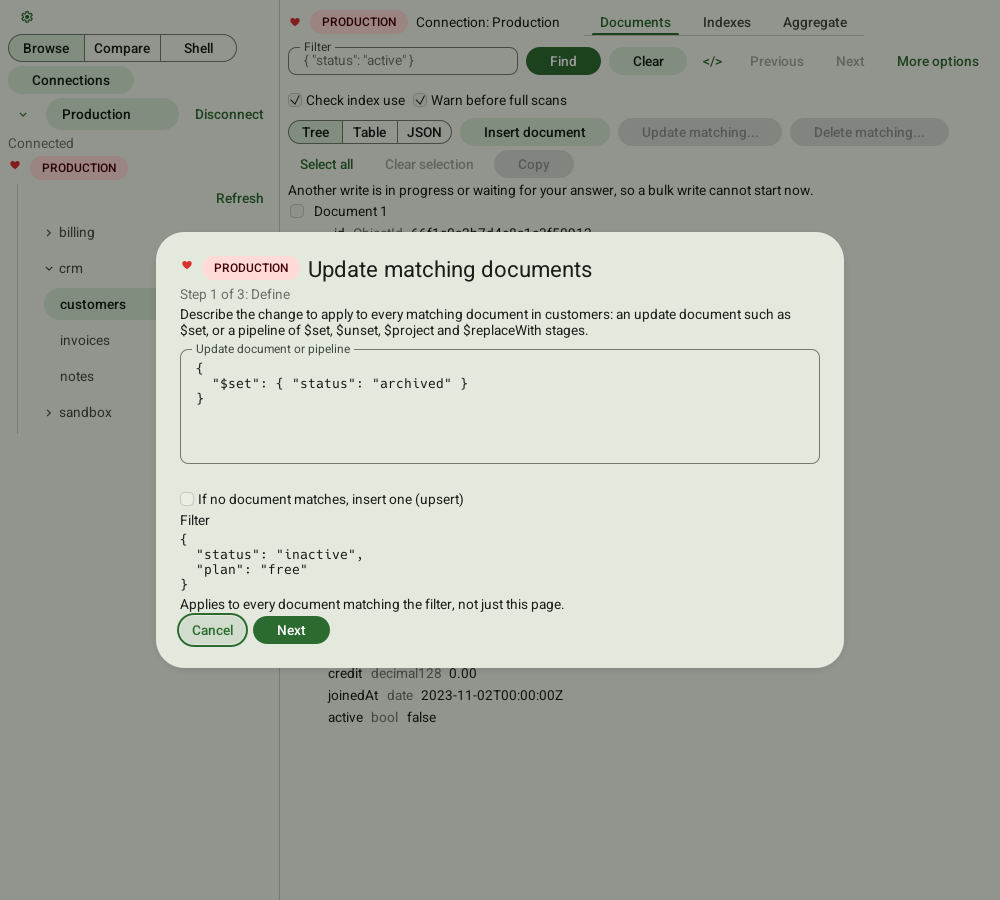 Browse Compare Shell
Connections
Production Disconnect
Connected
PRODUCTION
Refresh
billing
crm
customers
invoices
notes
sandbox
PRODUCTION Connection: Production Documents Indexes Aggregate
Filter
{ "status": "active" } Find Clear </> Previous Next More options
Check index use Warn before full scans
Tree Table JSON Insert document Update matching... Delete matching...
Select all Clear selection Copy
Another write is in progress or waiting for your answer, so a bulk write cannot start now.
Document 1
PRODUCTION Update matching documents
Step 1 of 3: Define
Describe the change to apply to every matching document in customers: an update document such as
$set, or a pipeline of $set, $unset, $project and $replaceWith stages.
Update document or pipeline
{
  "$set": { "status": "archived" }
}
If no document matches, insert one (upsert)
Filter
{
  "status": "inactive",
  "plan": "free"
}
Applies to every document matching the filter, not just this page.
Cancel Next
credit decimal128 0.00
joinedAt date 2023-11-02T00:00:00Z
active bool false